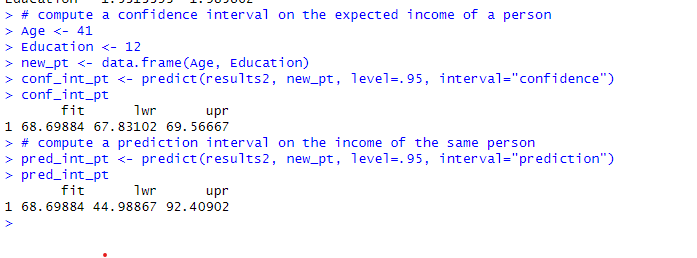 > # compute a confidence interval on the expected income of a person
> Age <- 41
> Education <- 12
> new_pt <- data.frame(Age, Education)
> conf_int_pt <- predict(results2, new_pt, level=.95, interval="confidence")
> conf_int_pt
       fit      lwr      upr
1 68.69884 67.83102 69.56667
> # compute a prediction interval on the income of the same person
> pred_int_pt <- predict(results2, new_pt, level=.95, interval="prediction")
> pred_int_pt
       fit      lwr      upr
1 68.69884 44.98867 92.40902
>